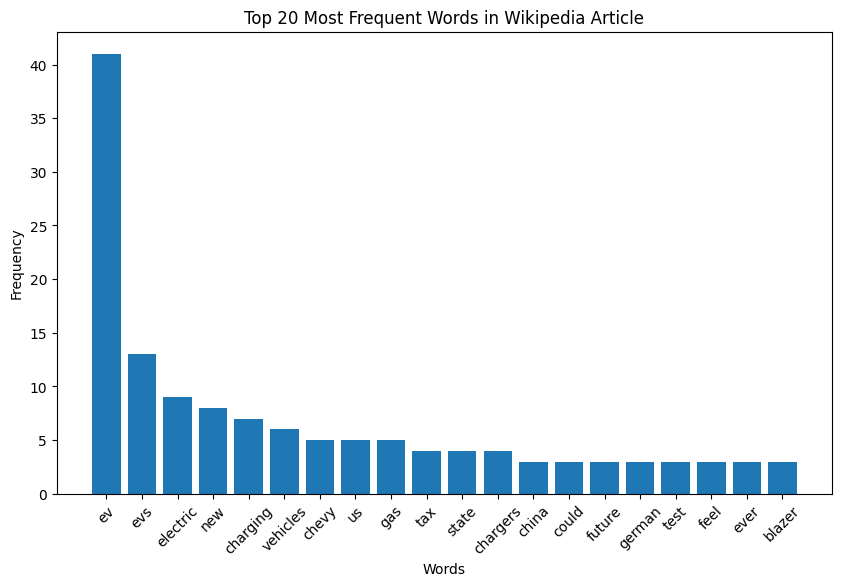 Top 20 Most Frequent Words in Wikipedia Article
Frequency
40
35
30
25
20
15
10
5
0
ev
evs
electric
new
charging
vehicles
chevy
us
gas
tax
state
chargers
china
could
future
german
test
feel
ever
blazer
Words